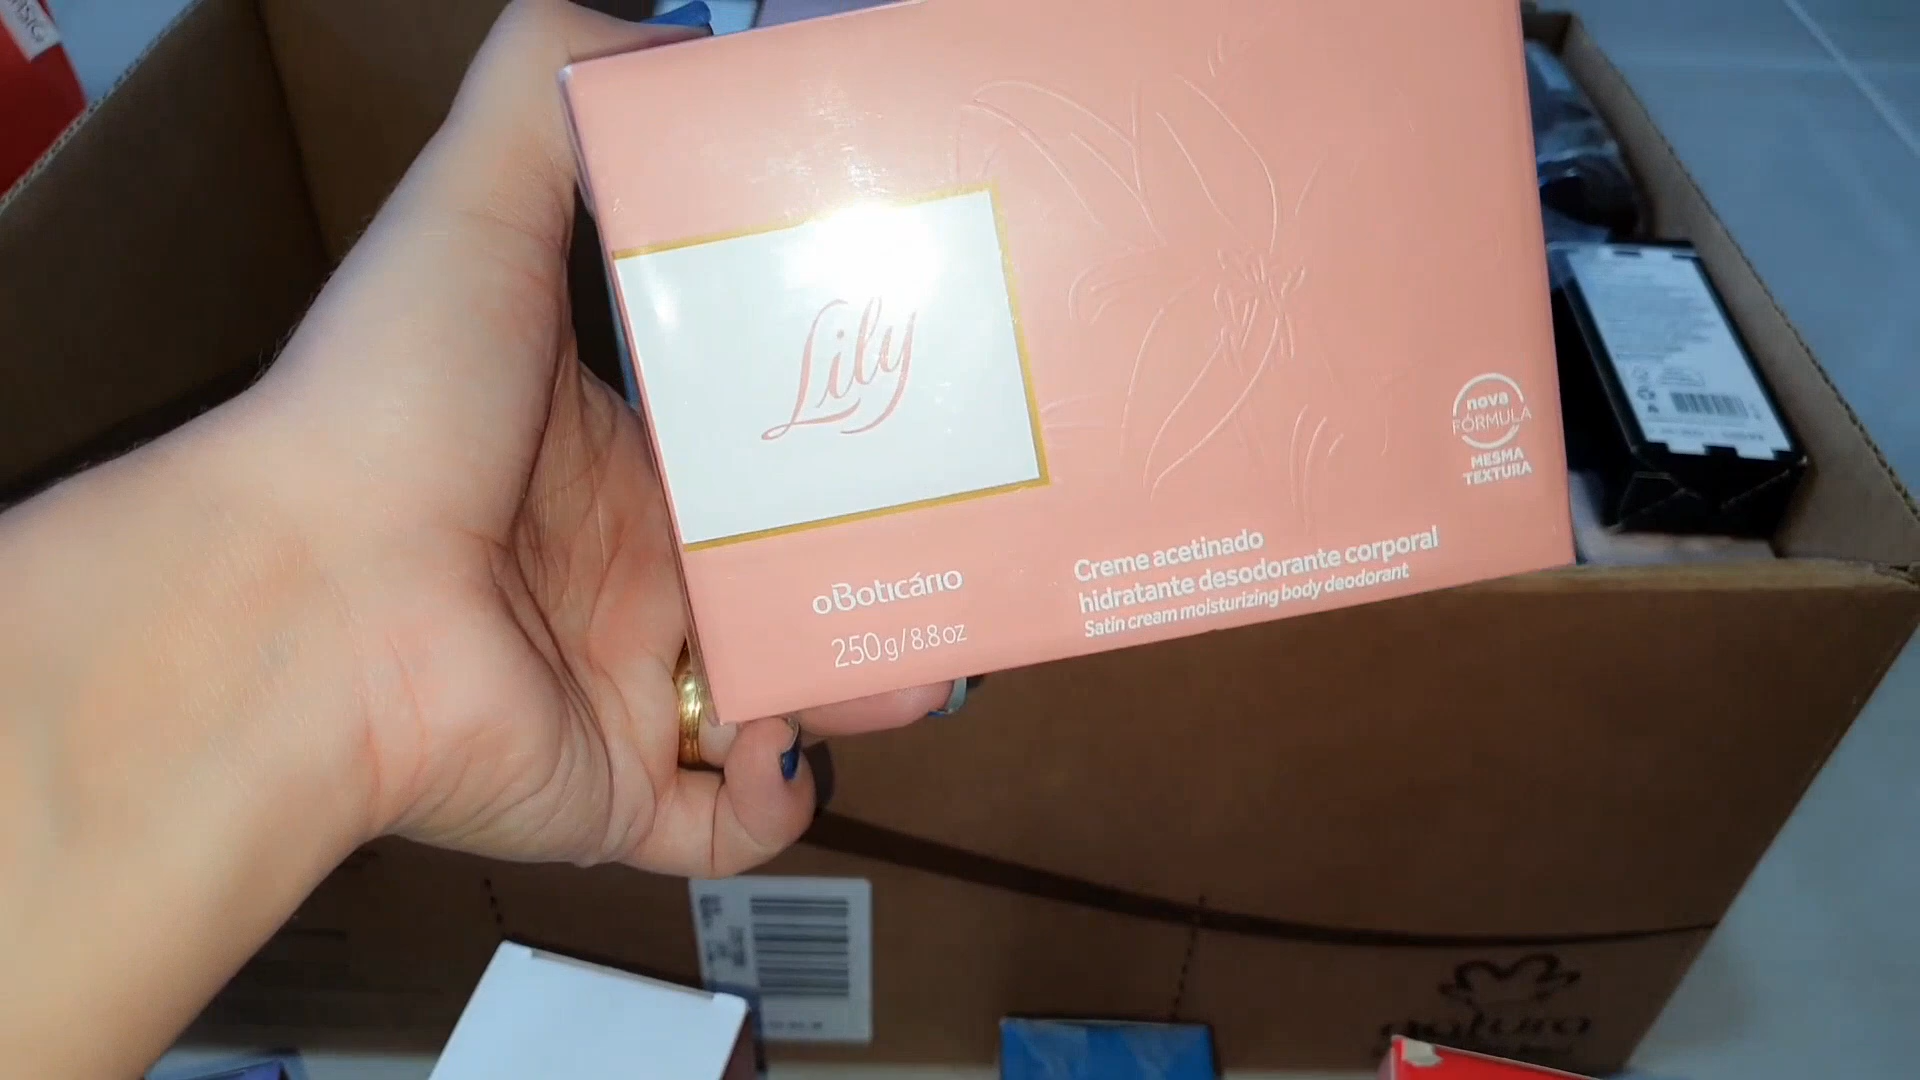 Lily
nova
FÓRMULA
MESMA
TEXTURA
Creme acetinado
hidratante desodorante corporal
Satin cream moisturizing body deodorant
oBoticário
250g/8.8oz
natura